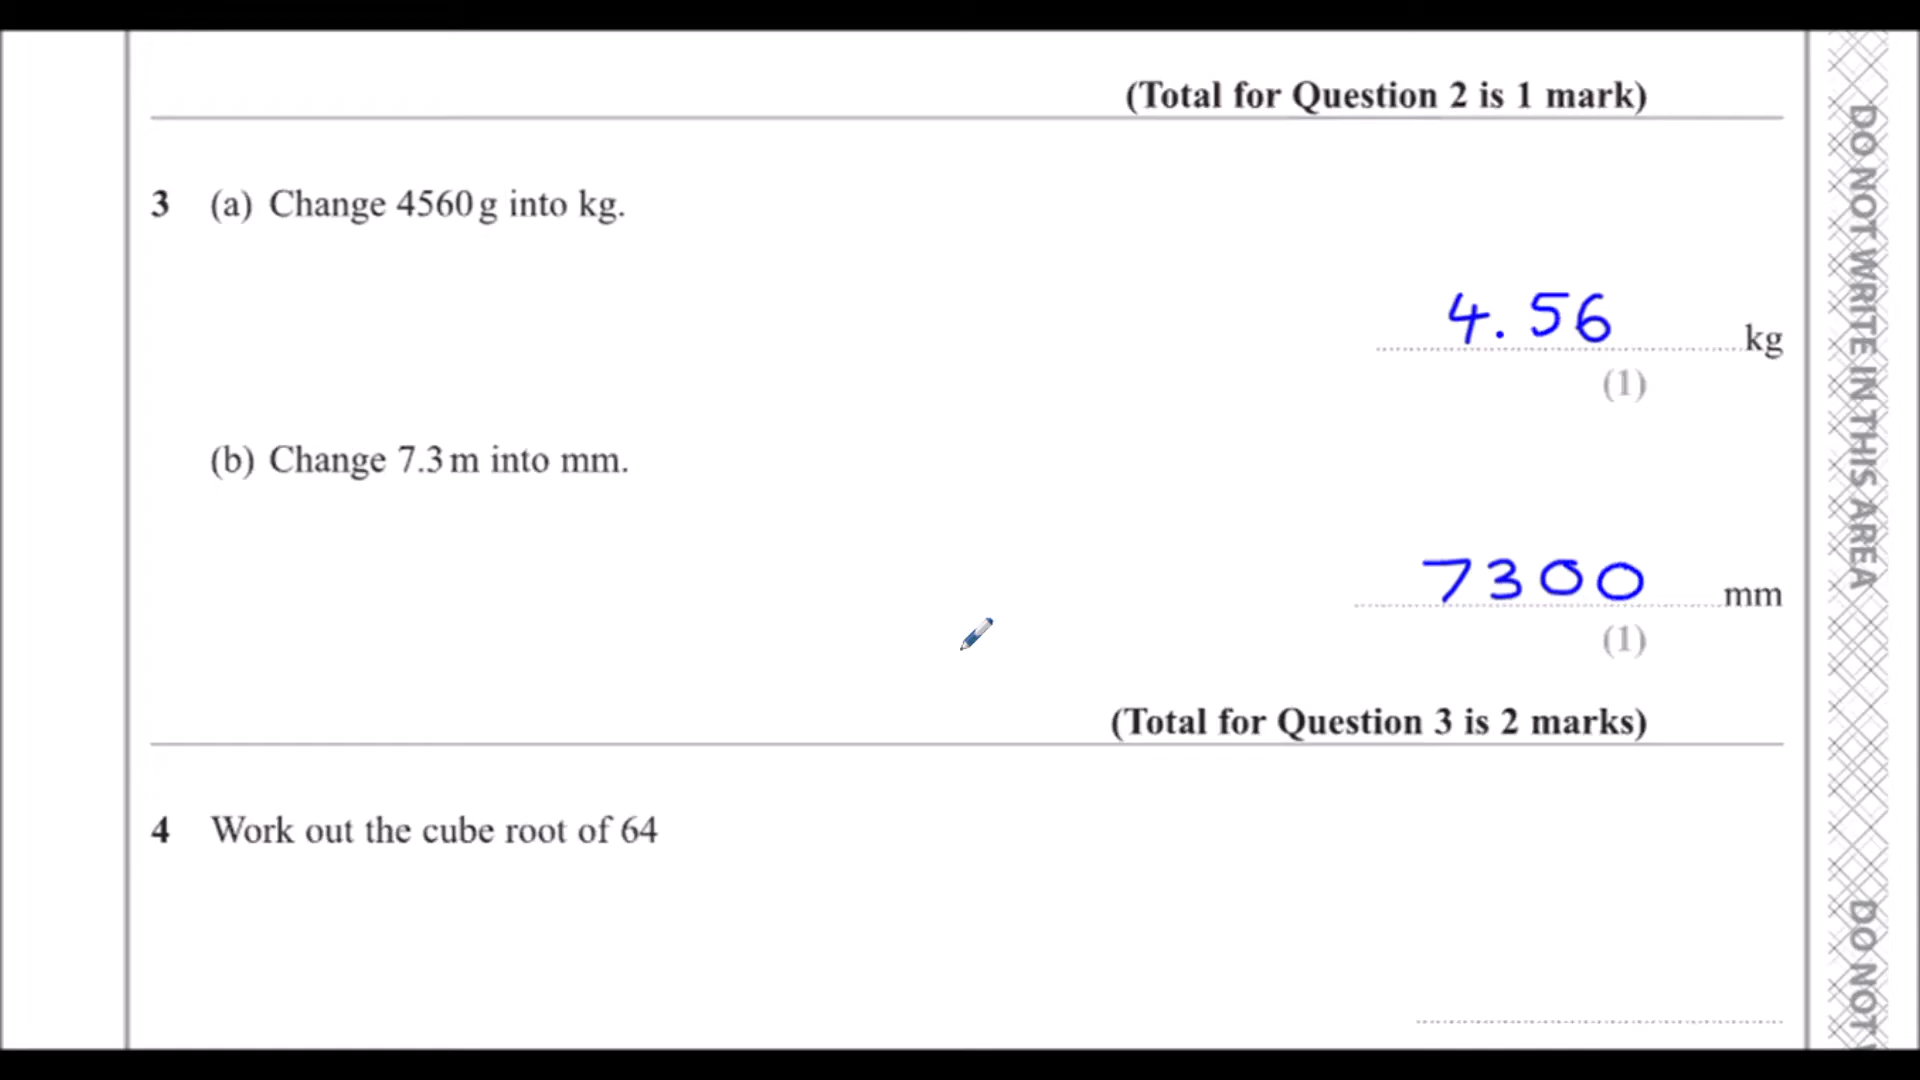 (Total for Question 2 is 1 mark)
3 (a) Change 4560 g into kg.
4.56 kg
(1)
(b) Change 7.3 m into mm.
7300 mm
(1)
(Total for Question 3 is 2 marks)
4 Work out the cube root of 64
DO NOT WRITE IN THIS AREA
DO NOT